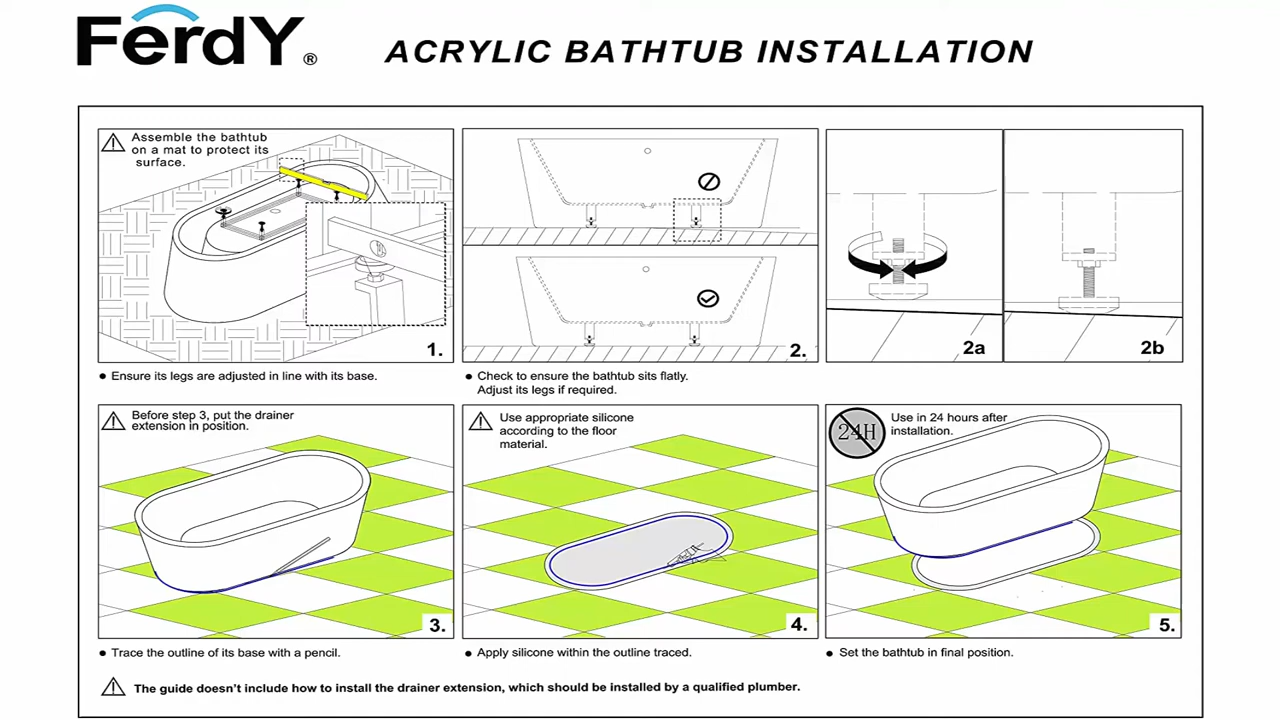 FerdY®
ACRYLIC BATHTUB INSTALLATION
Assemble the bathtub
on a mat to protect its
surface.
1.
2.
2a
2b
● Ensure its legs are adjusted in line with its base.
● Check to ensure the bathtub sits flatly.
Adjust its legs if required.
Before step 3, put the drainer
extension in position.
3.
Use appropriate silicone
according to the floor
material.
4.
24H
Use in 24 hours after
installation.
5.
● Trace the outline of its base with a pencil.
● Apply silicone within the outline traced.
● Set the bathtub in final position.
The guide doesn't include how to install the drainer extension, which should be installed by a qualified plumber.